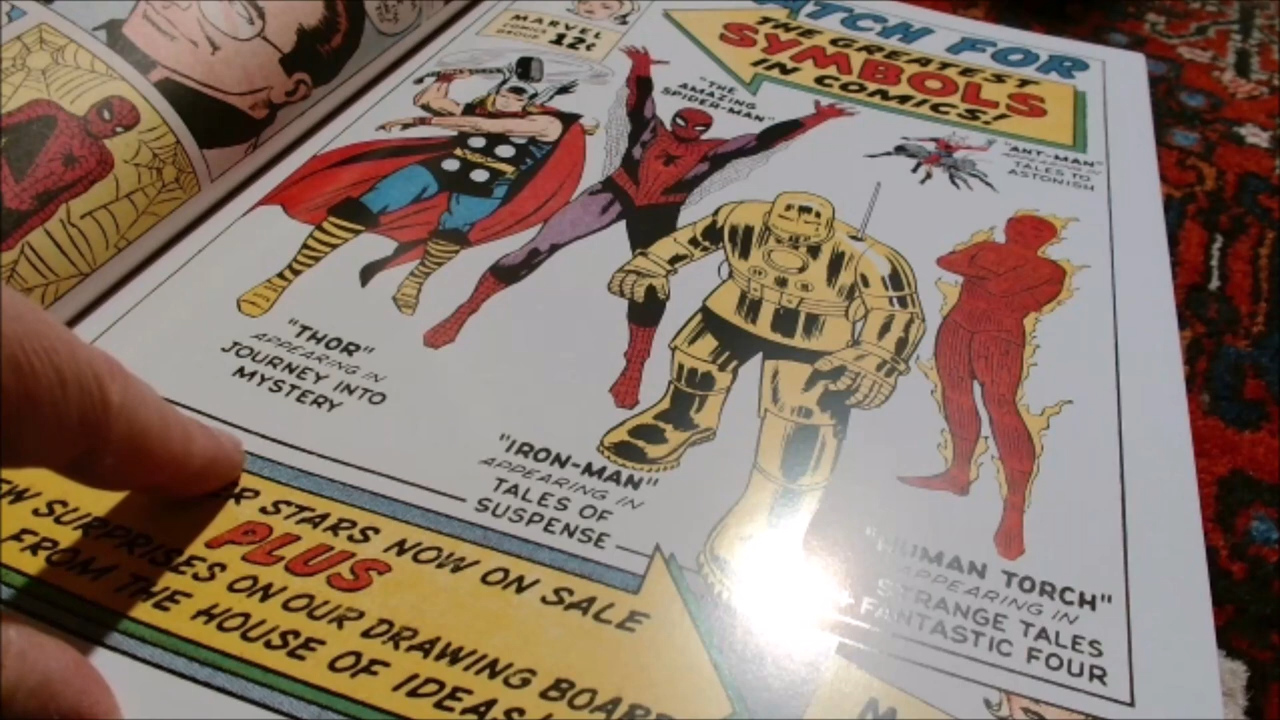 MARVEL
COMICS
GROUP 12¢
WATCH FOR
THE GREATEST
SYMBOLS
IN COMICS!
"THE
AMAZING
SPIDER-MAN"
"ANT-MAN"
APPEARING IN
TALES TO
ASTONISH
"THOR"
APPEARING IN
JOURNEY INTO
MYSTERY
"IRON-MAN"
APPEARING IN
TALES OF
SUSPENSE
"HUMAN TORCH"
APPEARING IN
STRANGE TALES
FANTASTIC FOUR
STARS NOW ON SALE
PLUS
SURPRISES ON OUR DRAWING BOARD
FROM THE HOUSE OF IDEAS!